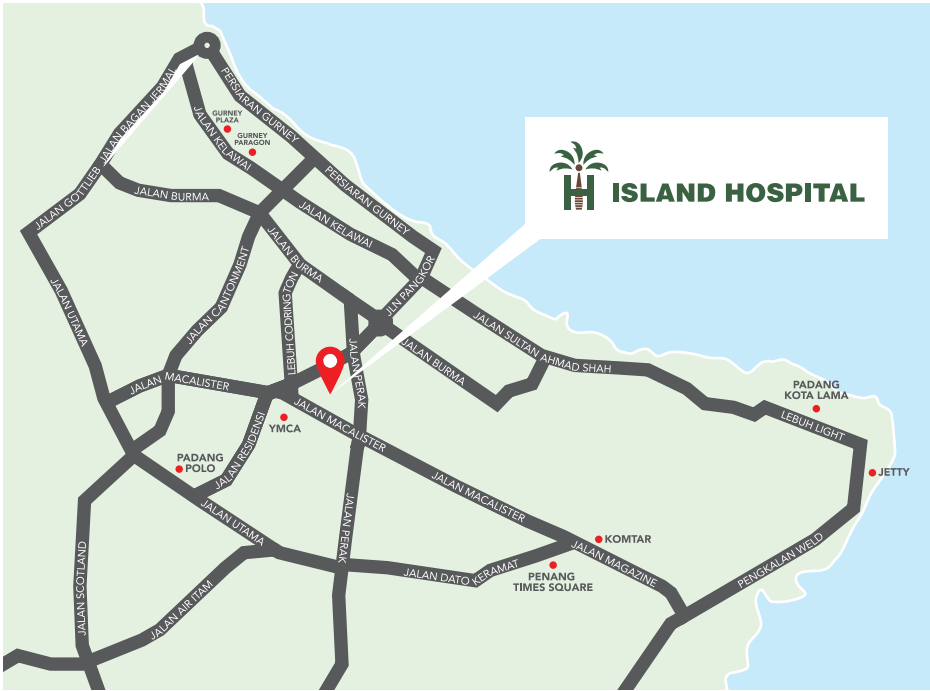 JALAN BAGAN JERMAL
PERSIARAN GURNEY
GURNEY
PLAZA
GURNEY
PARAGON
JALAN KELAWAI
JALAN GOTTLIEB
JALAN BURMA
PERSIARAN GURNEY
H ISLAND HOSPITAL
JALAN KELAWAI
JALAN BURMA
JALAN CANTONMENT
JLN PANGKOR
LEBUH CODRINGTON
JALAN UTAMA
JALAN SULTAN AHMAD SHAH
JALAN PERAK
JALAN BURMA
JALAN MACALISTER
PADANG
KOTA LAMA
LEBUH LIGHT
JALAN MACALISTER
YMCA
JALAN RESIDENSI
PADANG
POLO
JETTY
JALAN MACALISTER
JALAN UTAMA
JALAN PERAK
KOMTAR
JALAN MAGAZINE
JALAN DATO KERAMAT
PENANG
TIMES SQUARE
PENGKALAN WELD
JALAN SCOTLAND
JALAN AIR ITAM